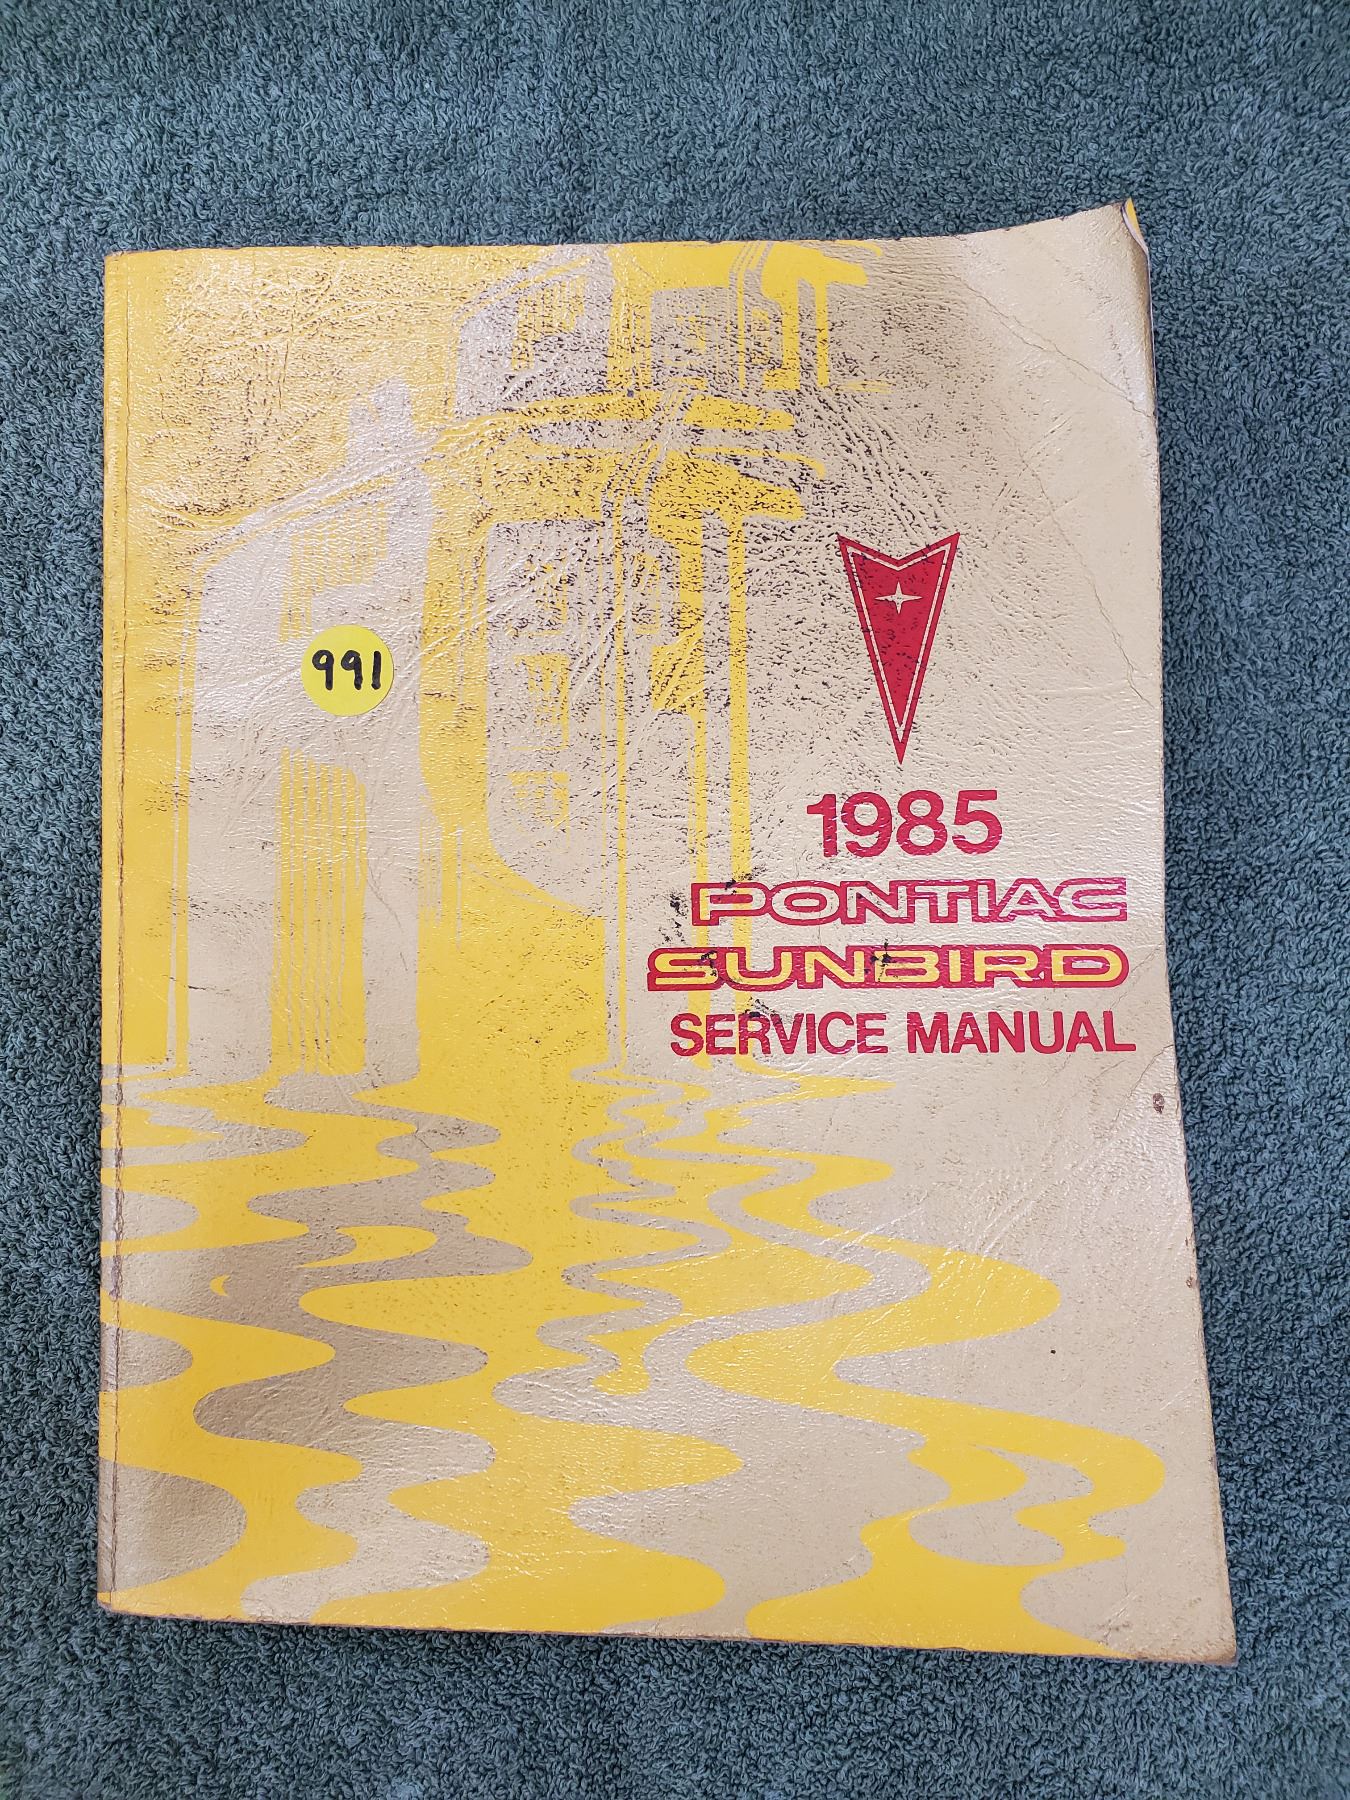 991
1985
PONTIAC
SUNBIRD
SERVICE MANUAL